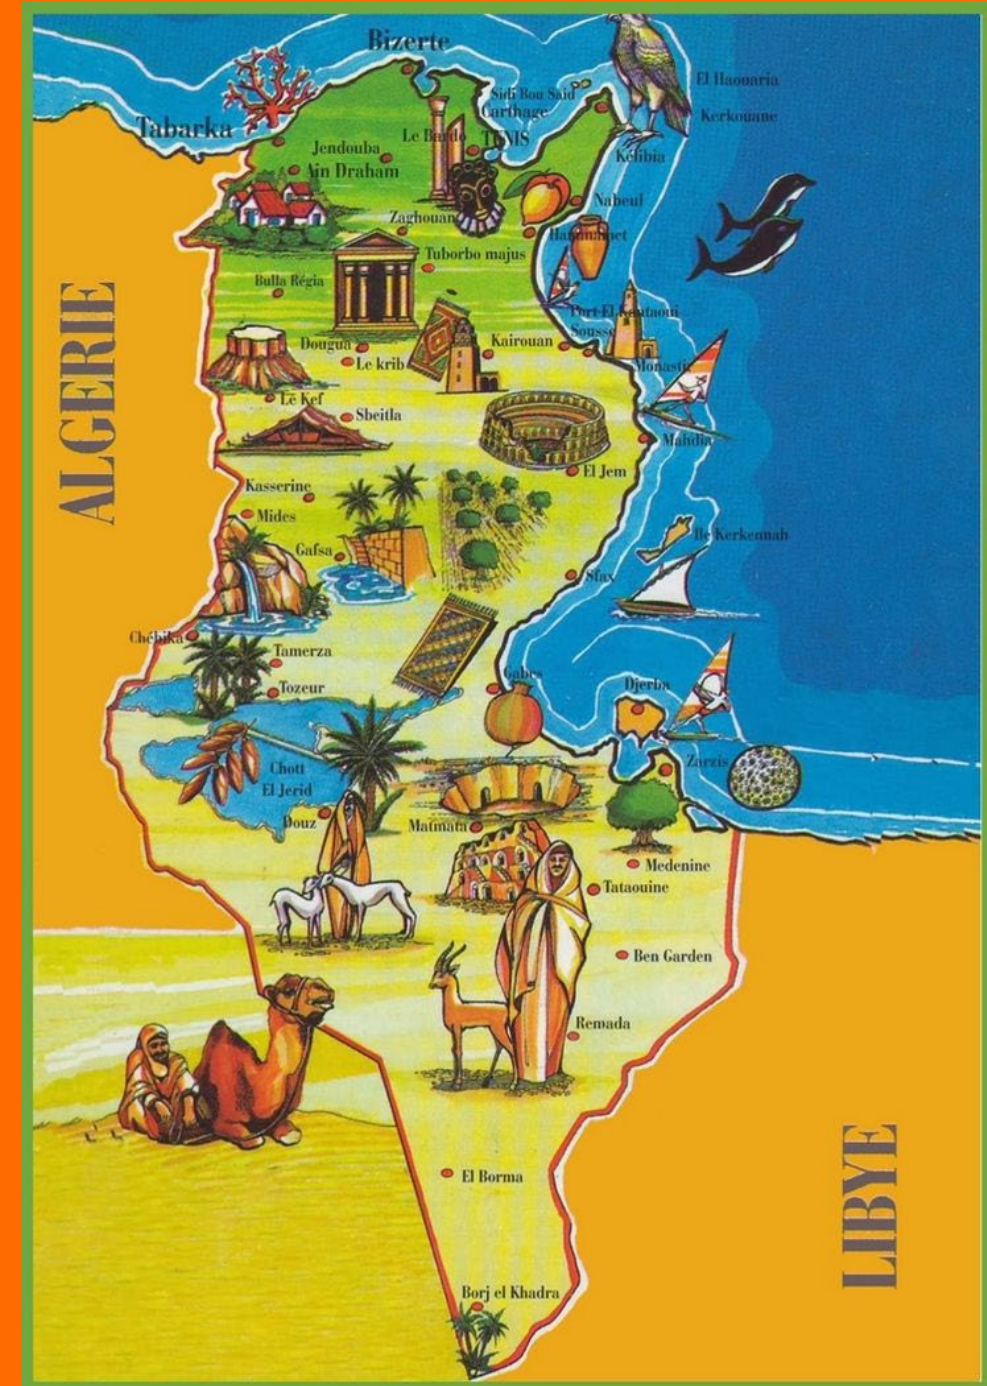 Bizerte
El Haouaria
Sidi Bou Said
Carthage
Kerkouane
Tabarka
Le Bardo
TUNIS
Jendouba
Kélibia
Ain Draham
Nabeul
Zaghouan
Hammamet
Tuborbo majus
Bulla Régia
Port El Kantaoui
Sousse
Dougua
Kairouan
Le krib
Monastir
Le Kef
Sbeitla
Mahdia
El Jem
ALGERIE
Kasserine
Mides
Ile Kerkennah
Gafsa
Sfax
Chébika
Tamerza
Gabes
Tozeur
Djerba
Zarzis
Chott
El Jerid
Douz
Matmata
Medenine
Tataouine
Ben Garden
Remada
El Borma
LIBYE
Borj el Khadra